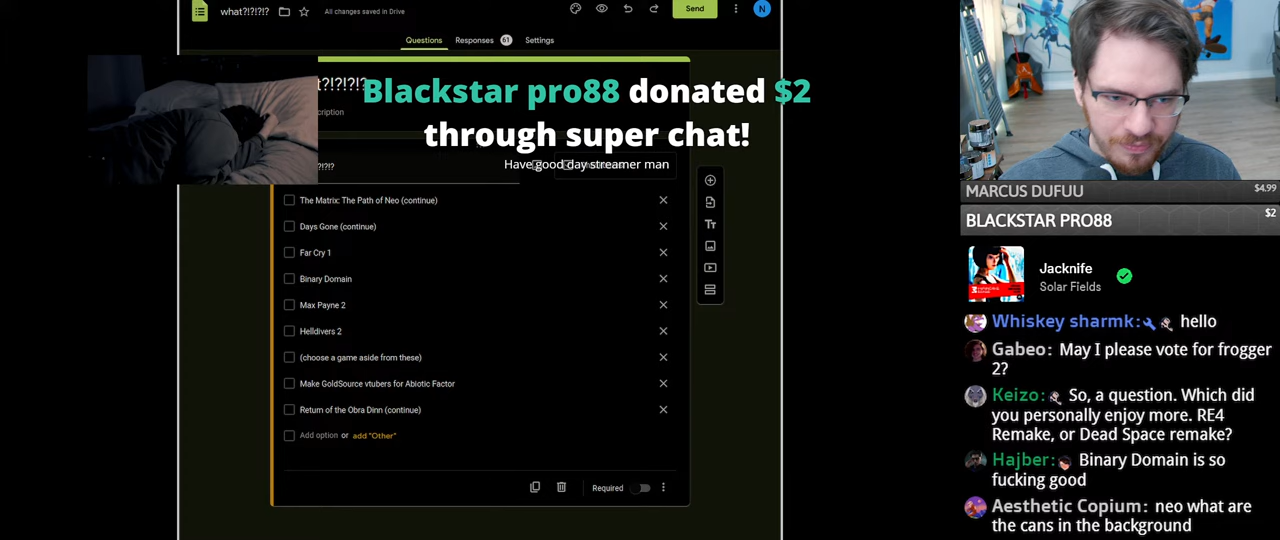 what?!?!?!?
All changes saved in Drive
Send
N
Questions
Responses 61
Settings
t?!?!?!?
cription
Blackstar pro88 donated $2
through super chat!
Have good day streamer man
?!?!?
The Matrix: The Path of Neo (continue)
Days Gone (continue)
Far Cry 1
Binary Domain
Max Payne 2
Helldivers 2
(choose a game aside from these)
Make GoldSource vtubers for Abiotic Factor
Return of the Obra Dinn (continue)
Add option or add "Other"
Required
MARCUS DUFUU $4.99
BLACKSTAR PRO88 $2
Jacknife
Solar Fields
Whiskey sharmk: hello
Gabeo: May I please vote for frogger
2?
Keizo: So, a question. Which did
you personally enjoy more. RE4
Remake, or Dead Space remake?
Hajber: Binary Domain is so
fucking good
Aesthetic Copium: neo what are
the cans in the background